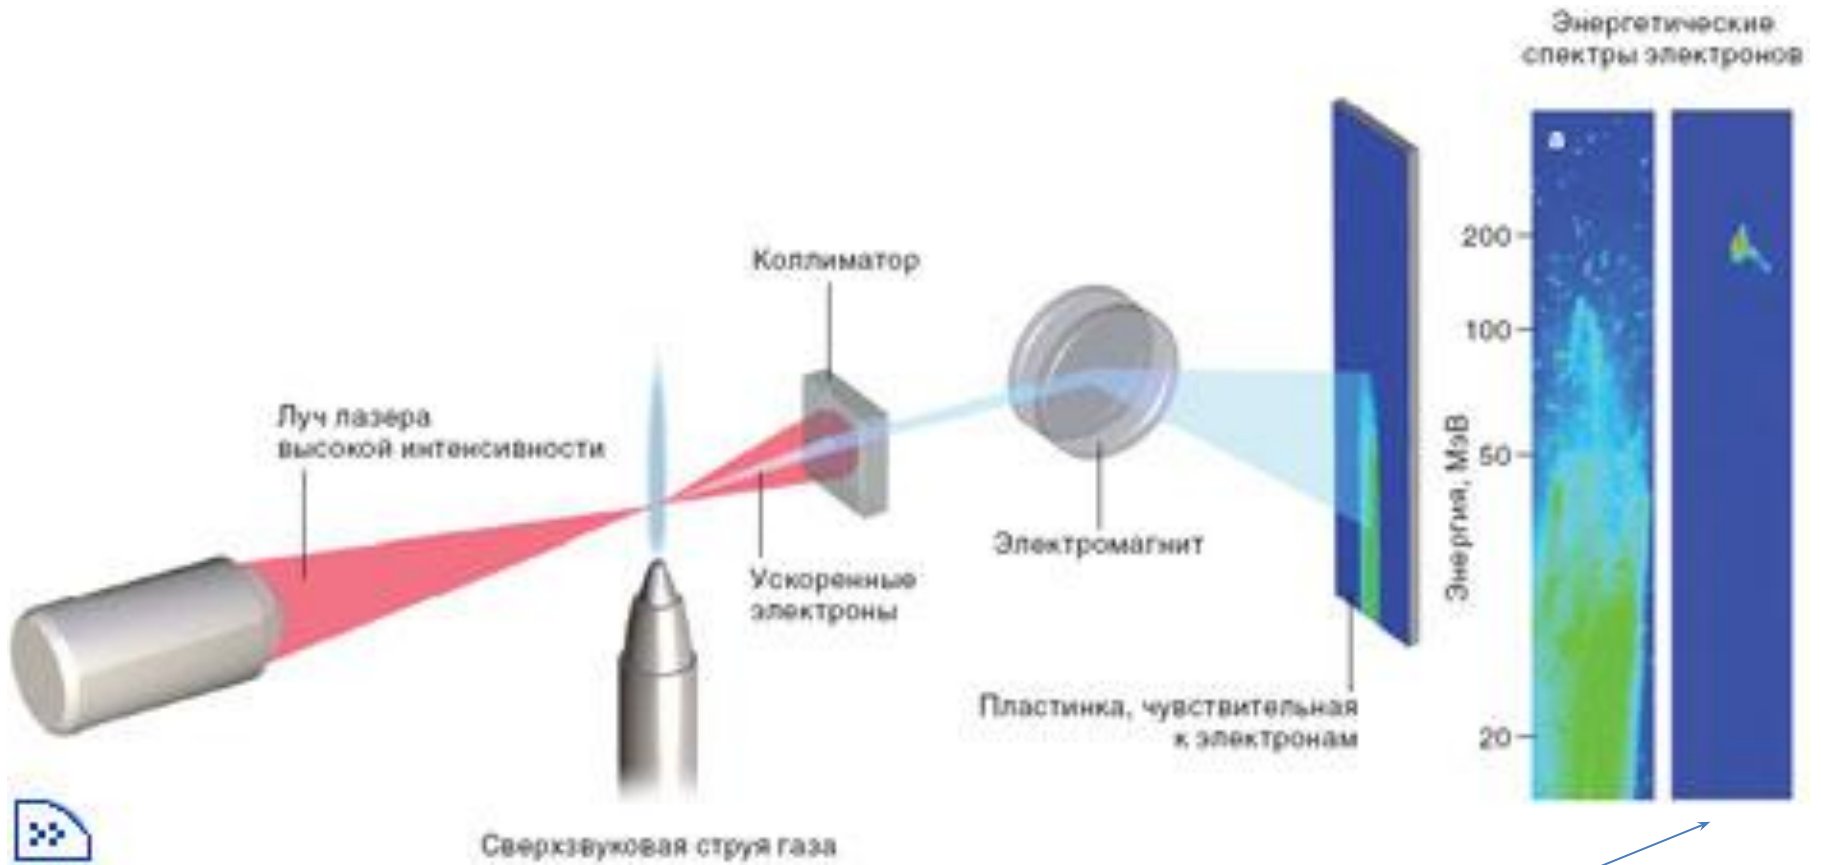 Энергетические
спектры электронов
a
Коллиматор
200
100
Луч лазера
высокой интенсивности
50
Энергия, МэВ
Электромагнит
Ускоренные
электроны
Пластинка, чувствительная
к электронам
20
Сверхзвуковая струя газа